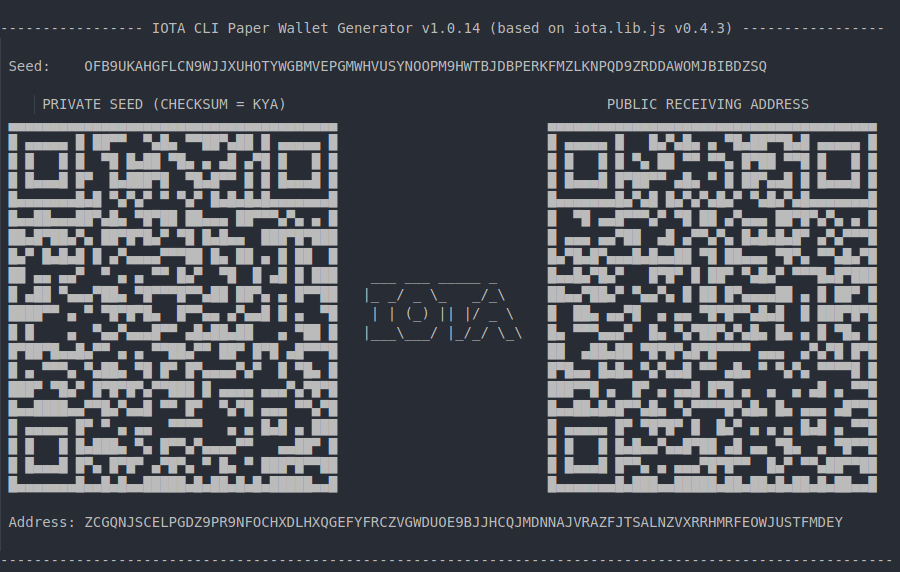 ---------------- IOTA CLI Paper Wallet Generator v1.0.14 (based on iota.lib.js v0.4.3) ----------------
Seed: OFB9UKAHGFLCN9WJJXUHOTYWGBMVEPGMWHVUSYNOOPM9HWTBJDBPERKFMZLKNPQD9ZRDDAWOMJBIBDZSQ
PRIVATE SEED (CHECKSUM = KYA) PUBLIC RECEIVING ADDRESS
IOTA
Address: ZCGQNJSCELPGDZ9PR9NFOCHXDLHXQGEFYFRCZVGWDUOE9BJJHCQJMDNNAJVRAZFJTSALNZVXRRHMRFEOWJUSTFMDEY